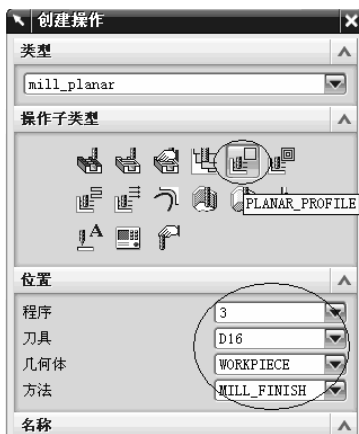 创建操作
类型
mill_planar
操作子类型
PLANAR_PROFILE
A
位置
程序 3
刀具 D16
几何体 WORKPIECE
方法 MILL_FINISH
名称